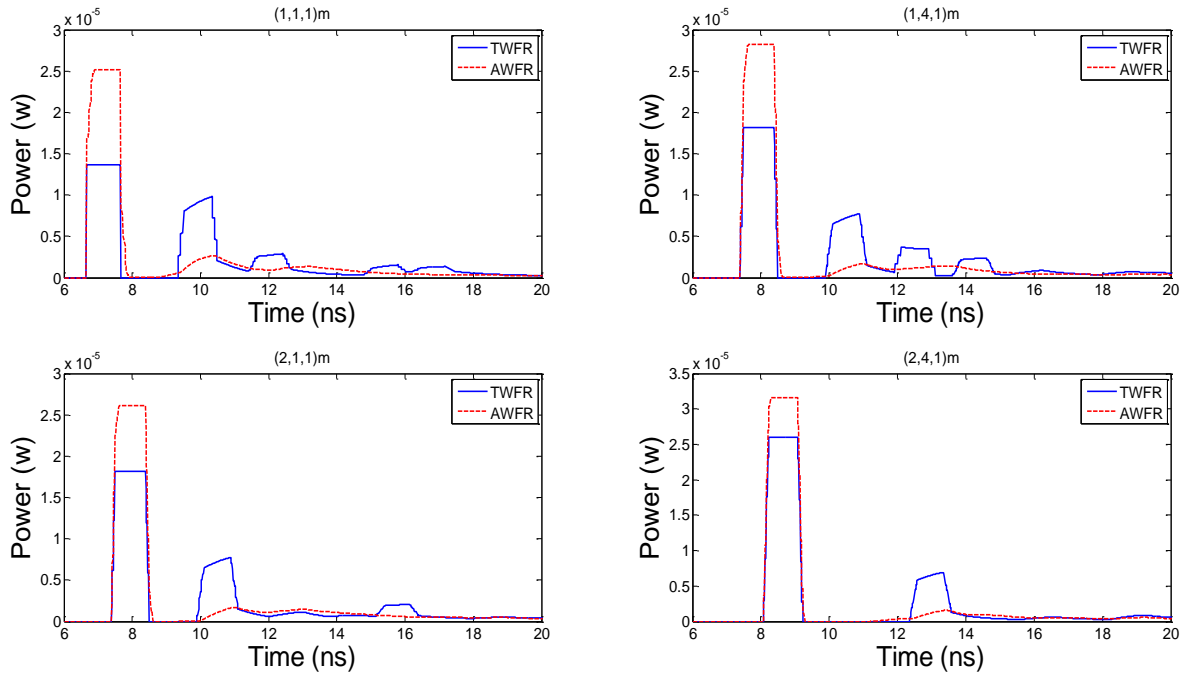 (1,1,1)m
x 10-5
3
2.5
2
1.5
1
0.5
0
Power (w)
6 8 10 12 14 16 18 20
Time (ns)
TWFR
AWFR
(1,4,1)m
x 10-5
3
2.5
2
1.5
1
0.5
0
Power (w)
6 8 10 12 14 16 18 20
Time (ns)
TWFR
AWFR
(2,1,1)m
x 10-5
3
2.5
2
1.5
1
0.5
0
Power (w)
6 8 10 12 14 16 18 20
Time (ns)
TWFR
AWFR
(2,4,1)m
x 10-5
3.5
3
2.5
2
1.5
1
0.5
0
Power (w)
6 8 10 12 14 16 18 20
Time (ns)
TWFR
AWFR